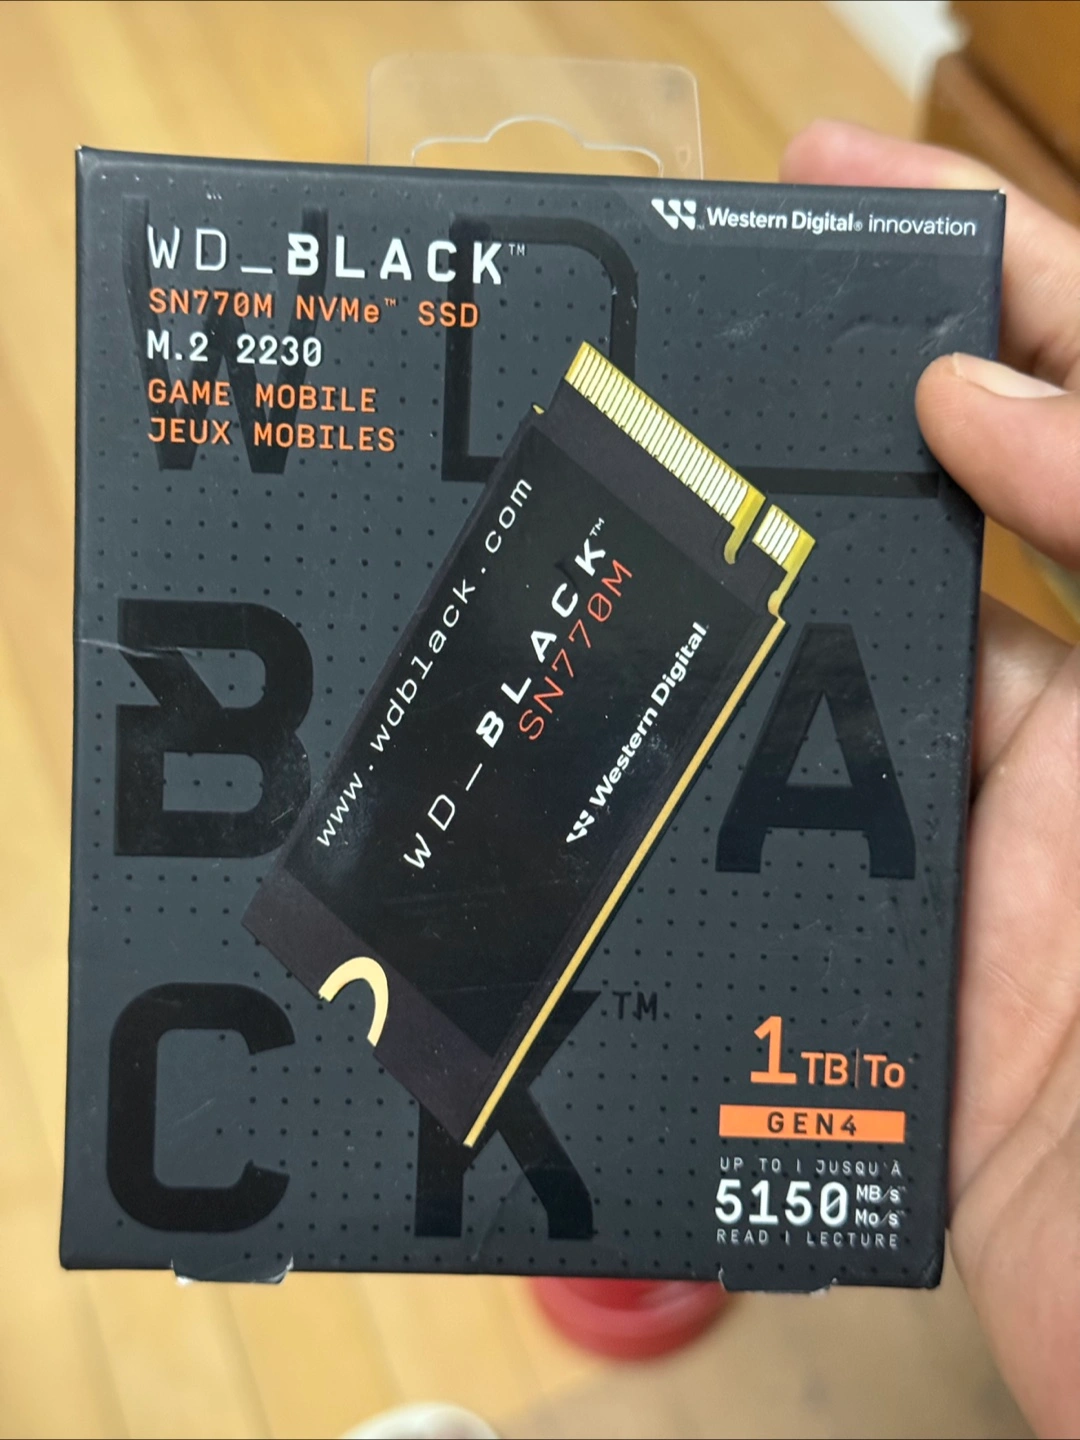 Western Digital® innovation
WD_BLACK™
SN770M NVMe™ SSD
M.2 2230
GAME MOBILE
JEUX MOBILES
www.wdblack.com
WD_BLACK™
SN770M
Western Digital
W D
B L A
C K™
1TB|To
GEN4
UP TO | JUSQU'À
5150 MB/s Mo/s
READ | LECTURE